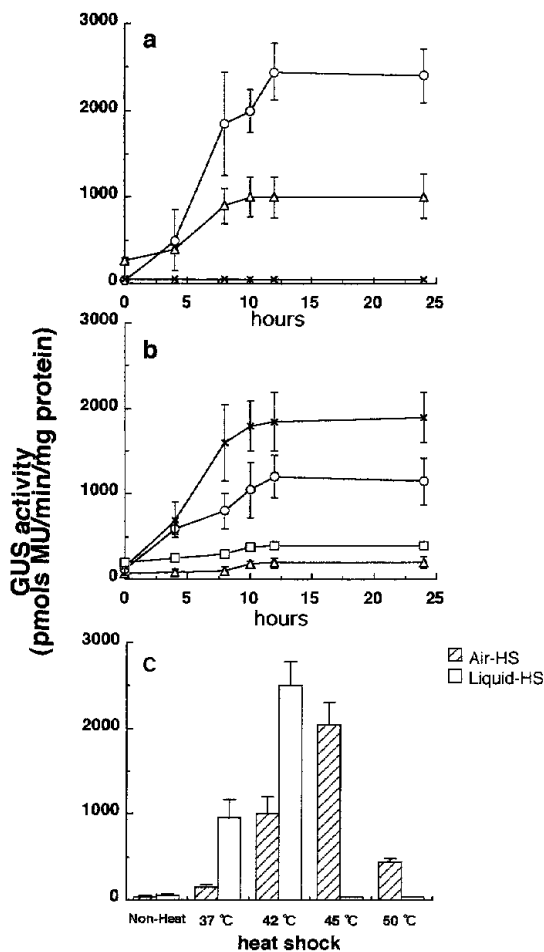 a
3000
2000
1000
0
0 5 10 15 20 25
hours
b
3000
2000
1000
0
0 5 10 15 20 25
hours
GUS activity
(pmols MU/min/mg protein)
c
3000
2000
1000
0
Air-HS
Liquid-HS
Non-Heat 37 °C 42 °C 45 °C 50 °C
heat shock